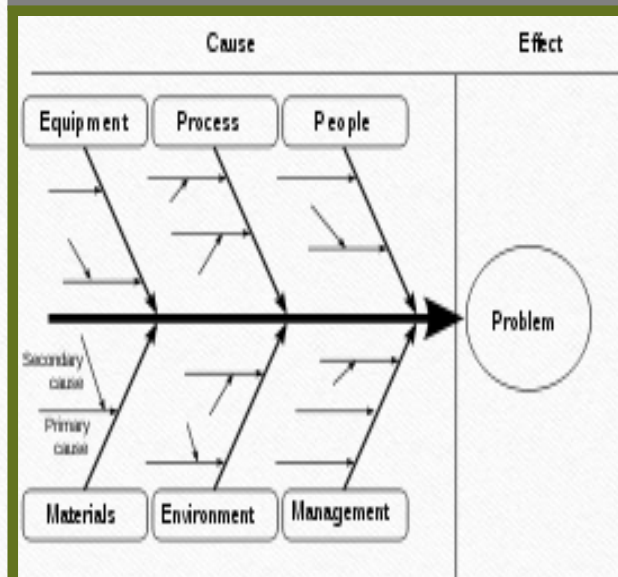 Cause
Effect
Equipment
Process
People
Problem
Secondary
cause
Primary
cause
Materials
Environment
Management